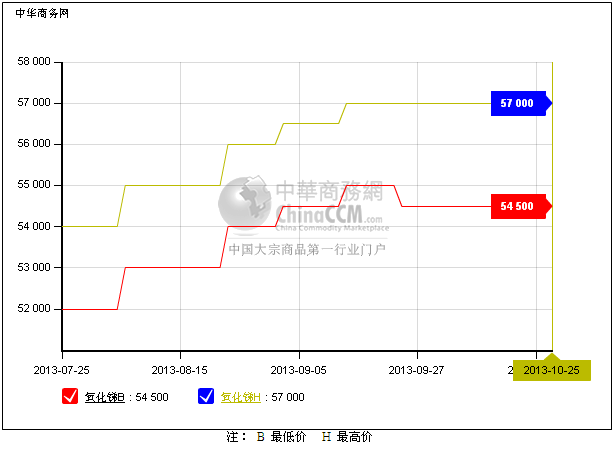 中华商务网
58 000
57 000
56 000
55 000
54 000
53 000
52 000
57 000
54 500
中華商務網
ChinaCCM.com
China Commodity Marketplace
中国大宗商品第一行业门户
2013-07-25
2013-08-15
2013-09-05
2013-09-27
2013-10-25
氧化锑B : 54 500
氧化锑H : 57 000
注： B 最低价 H 最高价